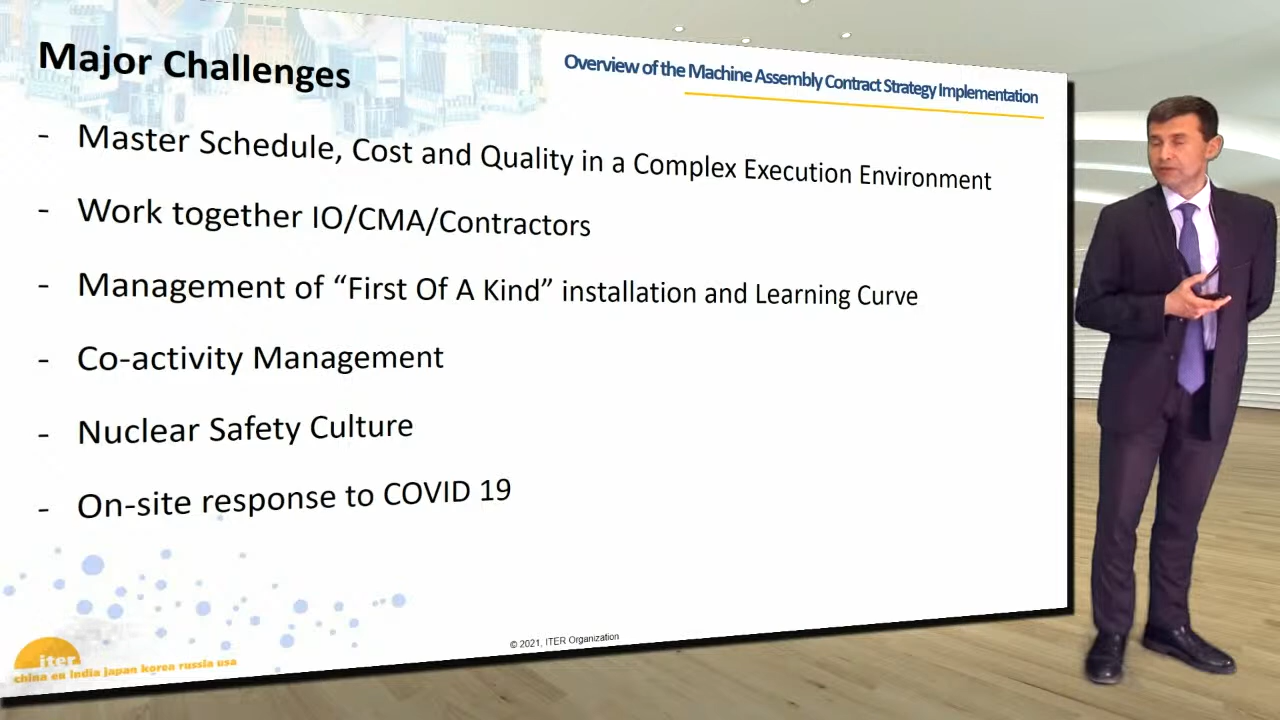 Major Challenges
Overview of the Machine Assembly Contract Strategy Implementation
- Master Schedule, Cost and Quality in a Complex Execution Environment
- Work together IO/CMA/Contractors
- Management of “First Of A Kind” installation and Learning Curve
- Co-activity Management
- Nuclear Safety Culture
- On-site response to COVID 19
© 2021, ITER Organization
iter
china eu india japan korea russia usa